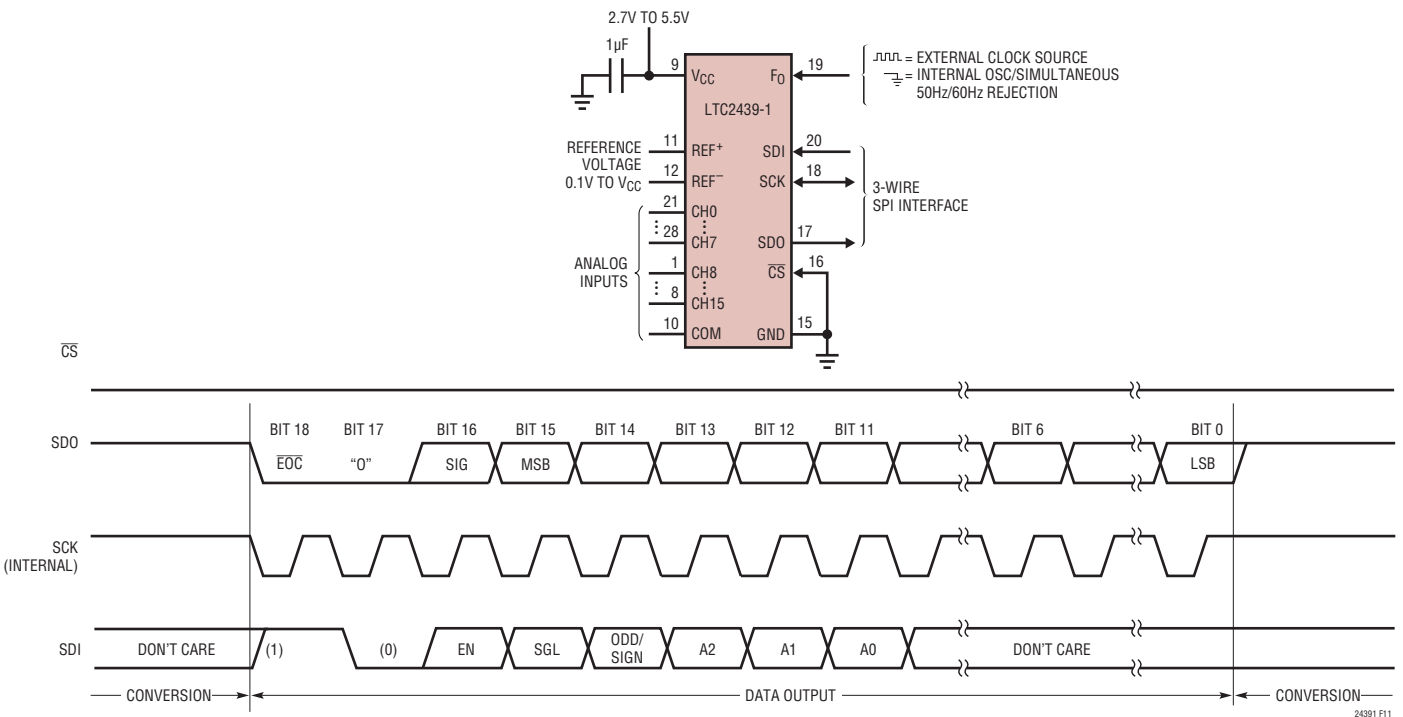 2.7V TO 5.5V
1µF
9
VCC
FO
19
= EXTERNAL CLOCK SOURCE
= INTERNAL OSC/SIMULTANEOUS
50Hz/60Hz REJECTION
LTC2439-1
REFERENCE
VOLTAGE
0.1V TO VCC
11
REF+
12
REF–
SDI
20
SCK
18
3-WIRE
SPI INTERFACE
21
CH0
28
CH7
SDO
17
ANALOG
INPUTS
1
CH8
8
CH15
CS
16
10
COM
GND
15
CS
SDO
BIT 18
BIT 17
BIT 16
BIT 15
BIT 14
BIT 13
BIT 12
BIT 11
BIT 6
BIT 0
EOC
“O”
SIG
MSB
LSB
SCK
(INTERNAL)
SDI
DON'T CARE
(1)
(0)
EN
SGL
ODD/
SIGN
A2
A1
A0
DON'T CARE
CONVERSION
DATA OUTPUT
CONVERSION
24391 F11